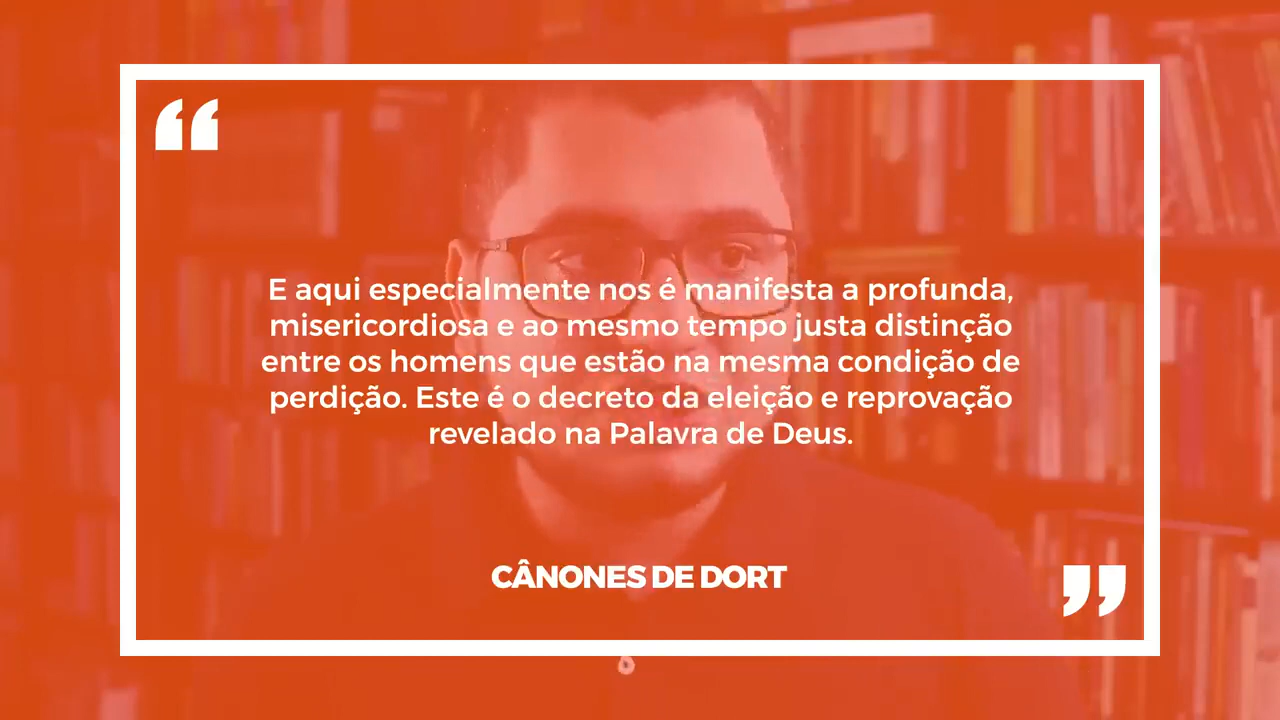 E aqui especialmente nos é manifesta a profunda,
misericordiosa e ao mesmo tempo justa distinção
entre os homens que estão na mesma condição de
perdição. Este é o decreto da eleição e reprovação
revelado na Palavra de Deus.
CÂNONES DE DORT